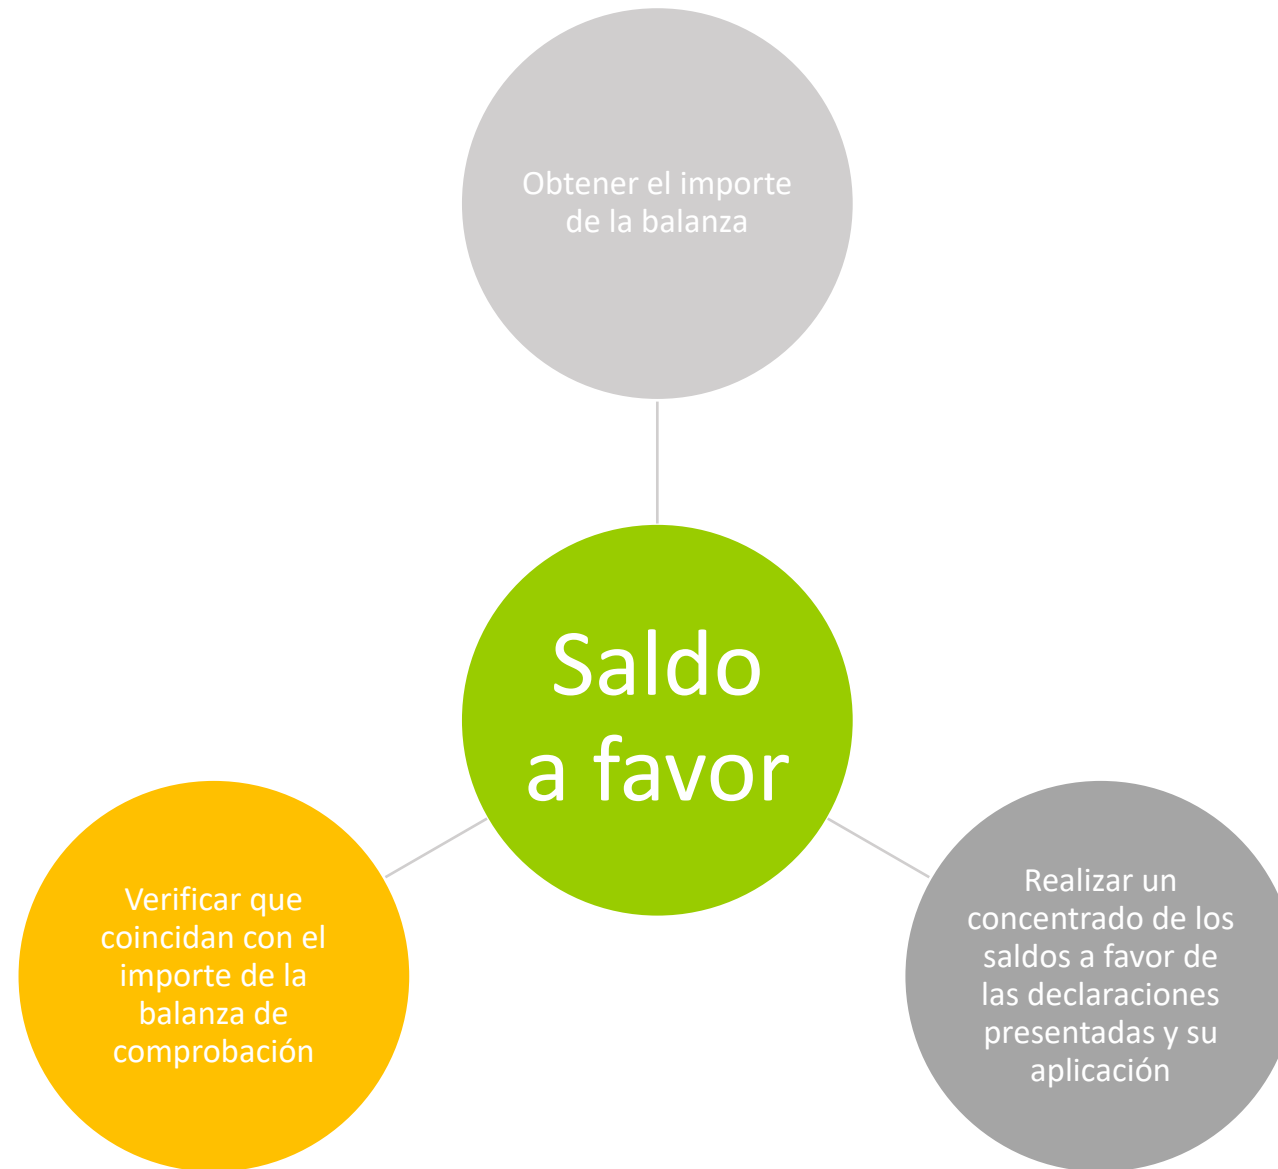 Obtener el importe
de la balanza
Saldo
a favor
Realizar un
concentrado de los
saldos a favor de
las declaraciones
presentadas y su
aplicación
Verificar que
coincidan con el
importe de la
balanza de
comprobación